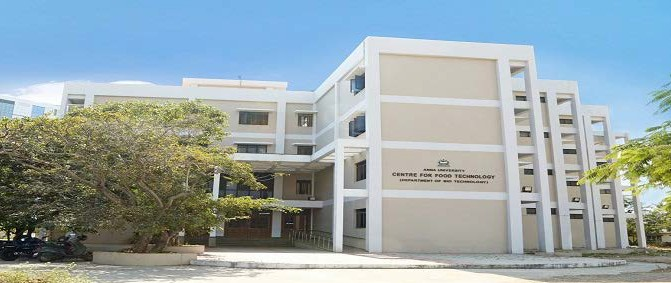 ANNA UNIVERSITY
CENTRE FOR FOOD TECHNOLOGY
(DEPARTMENT OF BIO TECHNOLOGY)